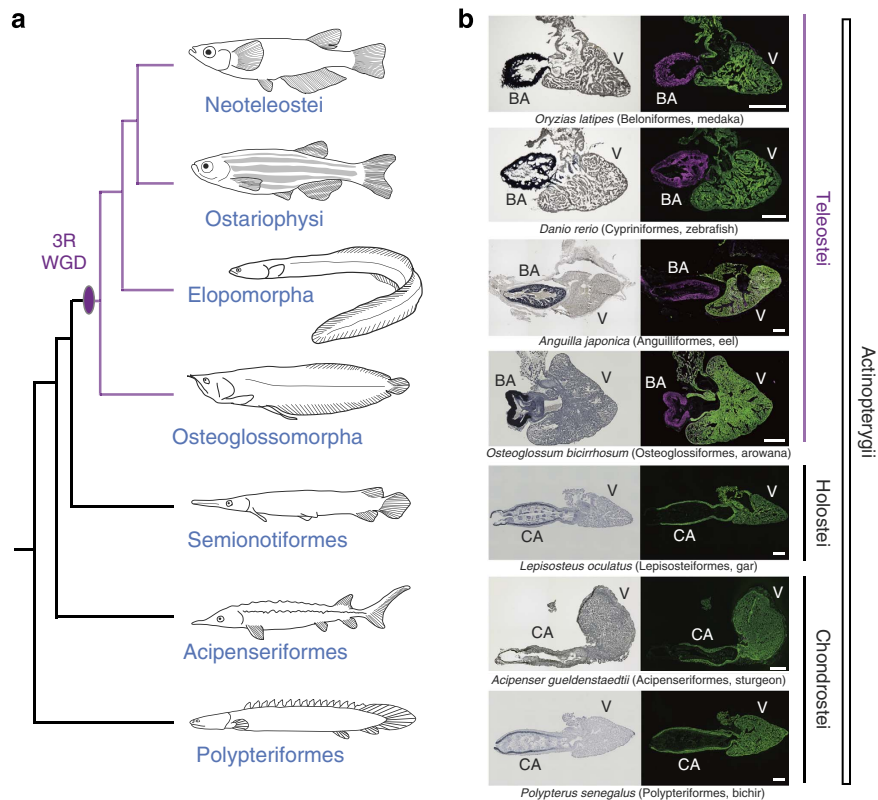 a
3R
WGD
Neoteleostei
Ostariophysi
Elopomorpha
Osteoglossomorpha
Semionotiformes
Acipenseriformes
Polypteriformes
b
BA
V
BA
V
Oryzias latipes (Beloniformes, medaka)
BA
V
BA
V
Danio rerio (Cypriniformes, zebrafish)
BA
V
BA
V
Anguilla japonica (Anguilliformes, eel)
BA
V
BA
V
Osteoglossum bicirrhosum (Osteoglossiformes, arowana)
CA
V
CA
V
Lepisosteus oculatus (Lepisosteiformes, gar)
CA
V
CA
V
Acipenser gueldenstaedtii (Acipenseriformes, sturgeon)
CA
V
CA
V
Polypterus senegalus (Polypteriformes, bichir)
Teleostei
Holostei
Chondrostei
Actinopterygii